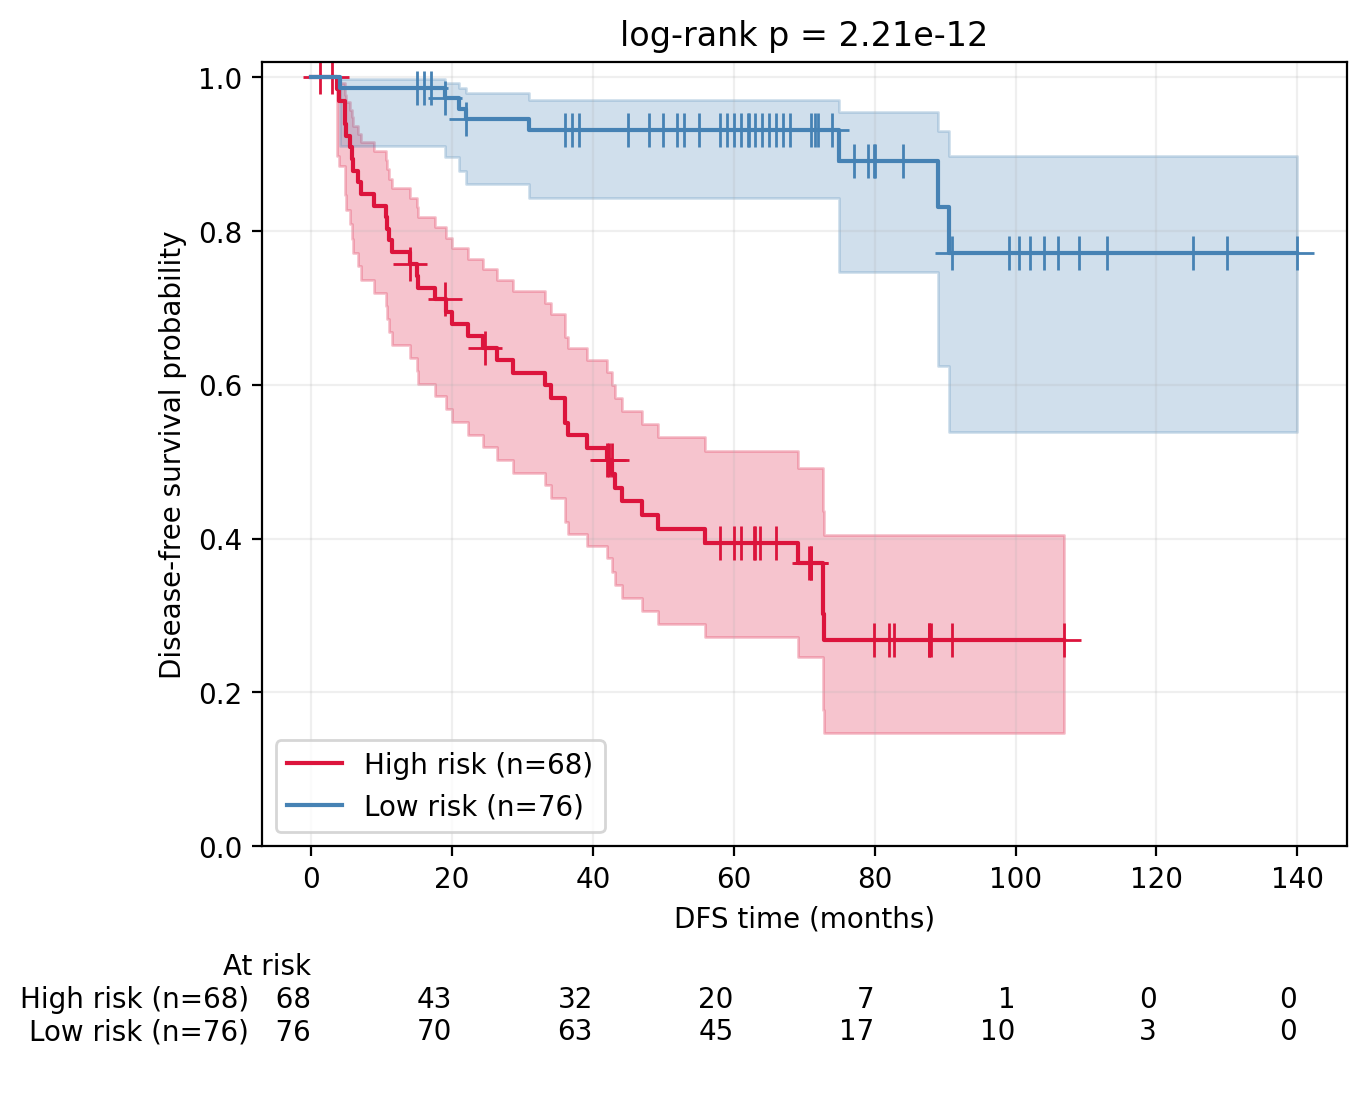 log-rank p = 2.21e-12
Disease-free survival probability
1.0
0.8
0.6
0.4
0.2
0.0
High risk (n=68)
Low risk (n=76)
0 20 40 60 80 100 120 140
DFS time (months)
At risk
High risk (n=68) 68 43 32 20 7 1 0 0
Low risk (n=76) 76 70 63 45 17 10 3 0